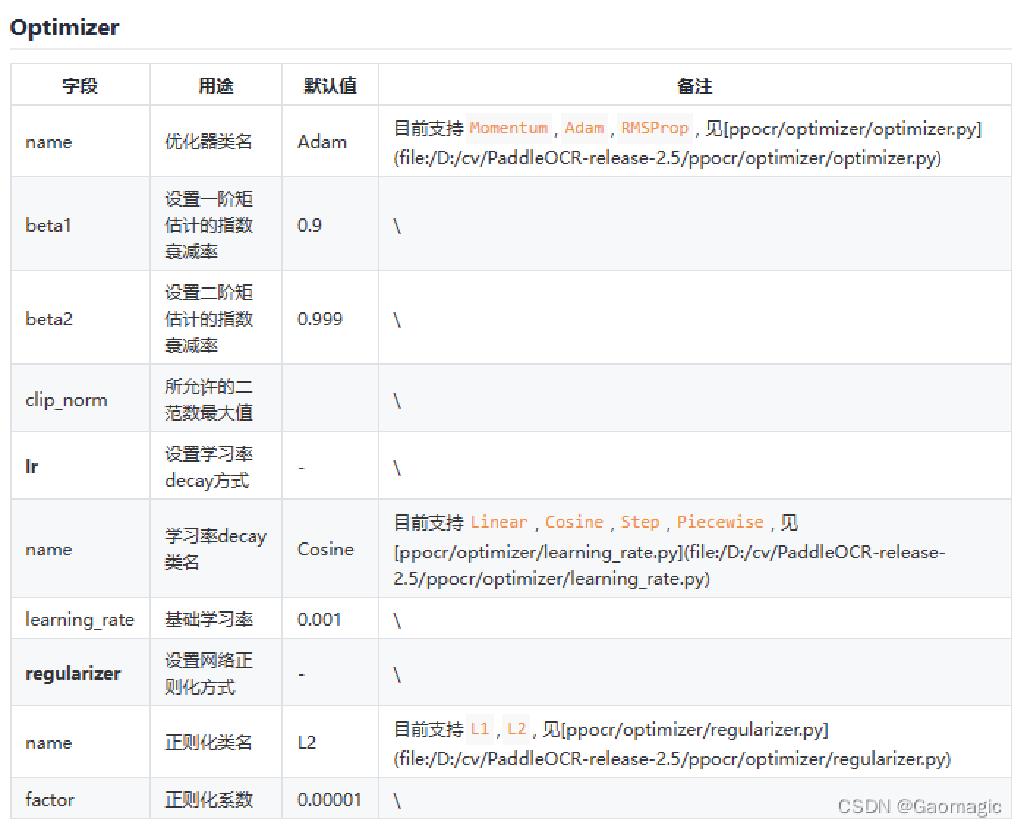 Optimizer
字段 用途 默认值 备注
name 优化器类名 Adam 目前支持 Momentum , Adam , RMSProp , 见[ppocr/optimizer/optimizer.py]
(file:/D:/cv/PaddleOCR-release-2.5/ppocr/optimizer/optimizer.py)
beta1 设置一阶矩
估计的指数
衰减率 0.9 \
beta2 设置二阶矩
估计的指数
衰减率 0.999 \
clip_norm 所允许的二
范数最大值 \
lr 设置学习率
decay方式 - \
name 学习率decay
类名 Cosine 目前支持 Linear , Cosine , Step , Piecewise , 见
[ppocr/optimizer/learning_rate.py](file:/D:/cv/PaddleOCR-release-
2.5/ppocr/optimizer/learning_rate.py)
learning_rate 基础学习率 0.001 \
regularizer 设置网络正
则化方式 - \
name 正则化类名 L2 目前支持 L1 , L2 , 见[ppocr/optimizer/regularizer.py]
(file:/D:/cv/PaddleOCR-release-2.5/ppocr/optimizer/regularizer.py)
factor 正则化系数 0.00001 \
CSDN @Gaomagic